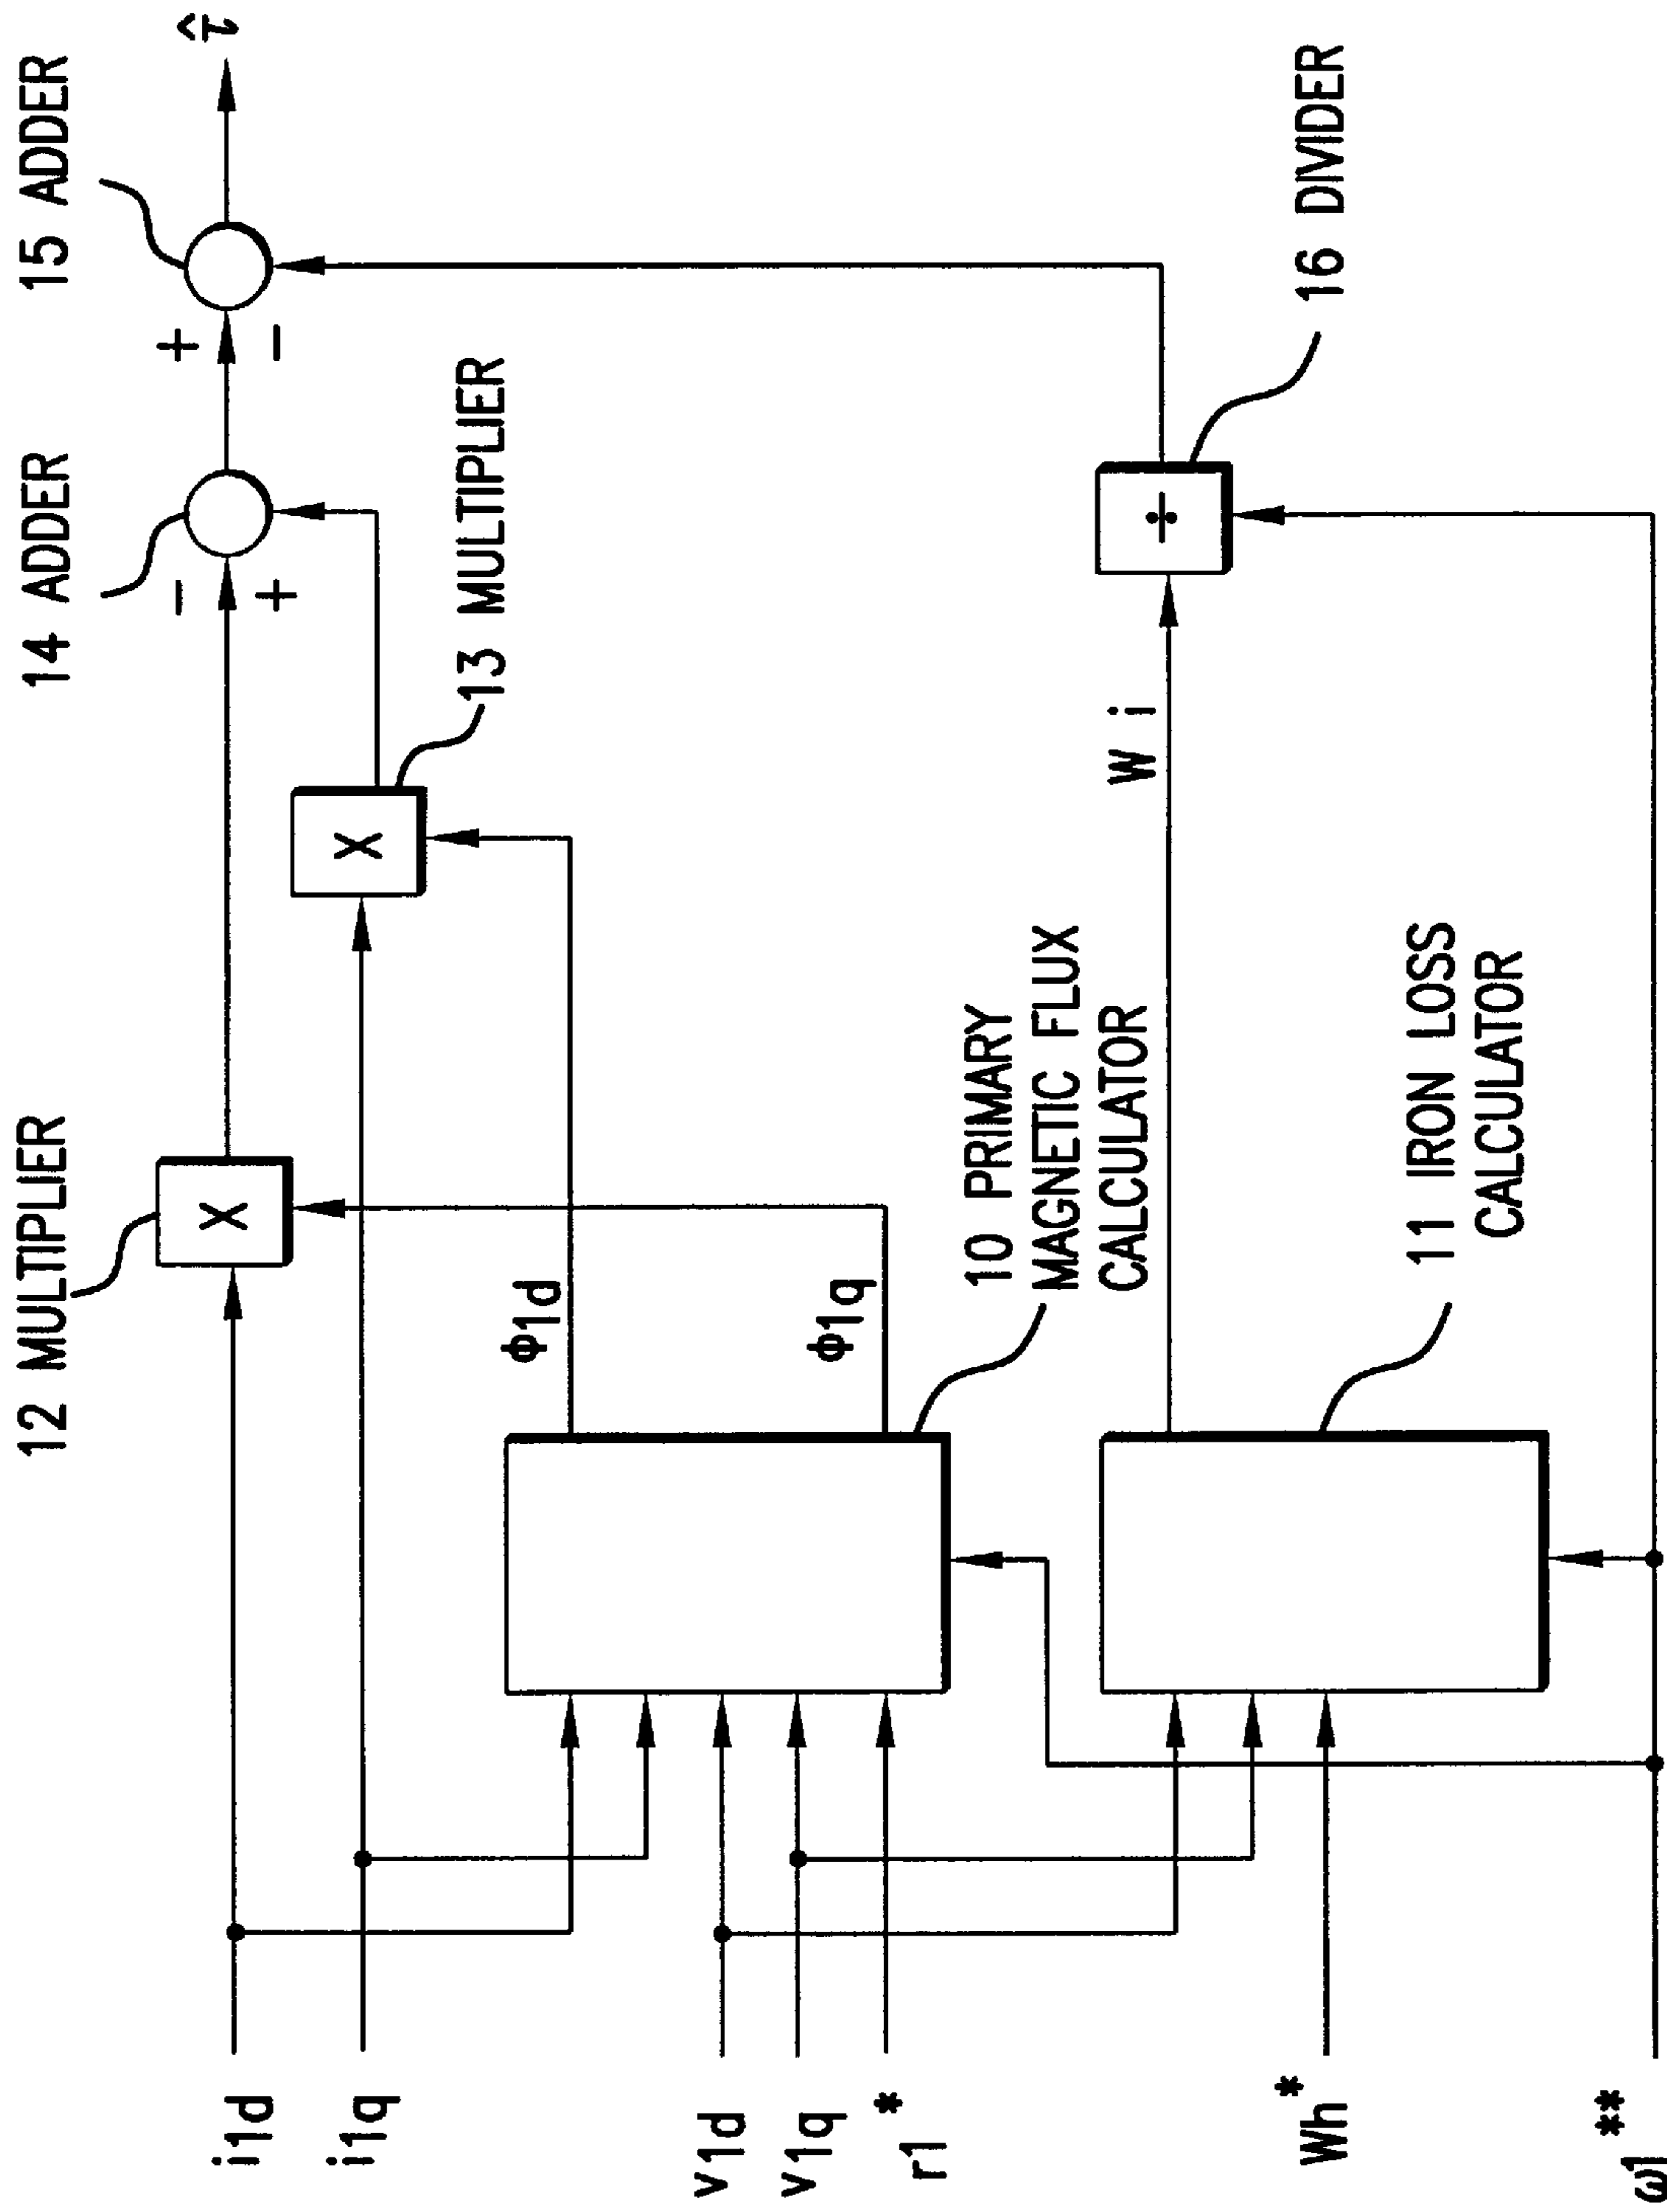 12 MULTIPLIER
14 ADDER
15 ADDER
τ̂
X
+
−
−
+
X
13 MULTIPLIER
i1d
i1q
ϕ1d
ϕ1q
v1d
v1q
r1*
10 PRIMARY
MAGNETIC FLUX
CALCULATOR
W i
÷
16 DIVIDER
Wh*
11 IRON LOSS
CALCULATOR
ω1**